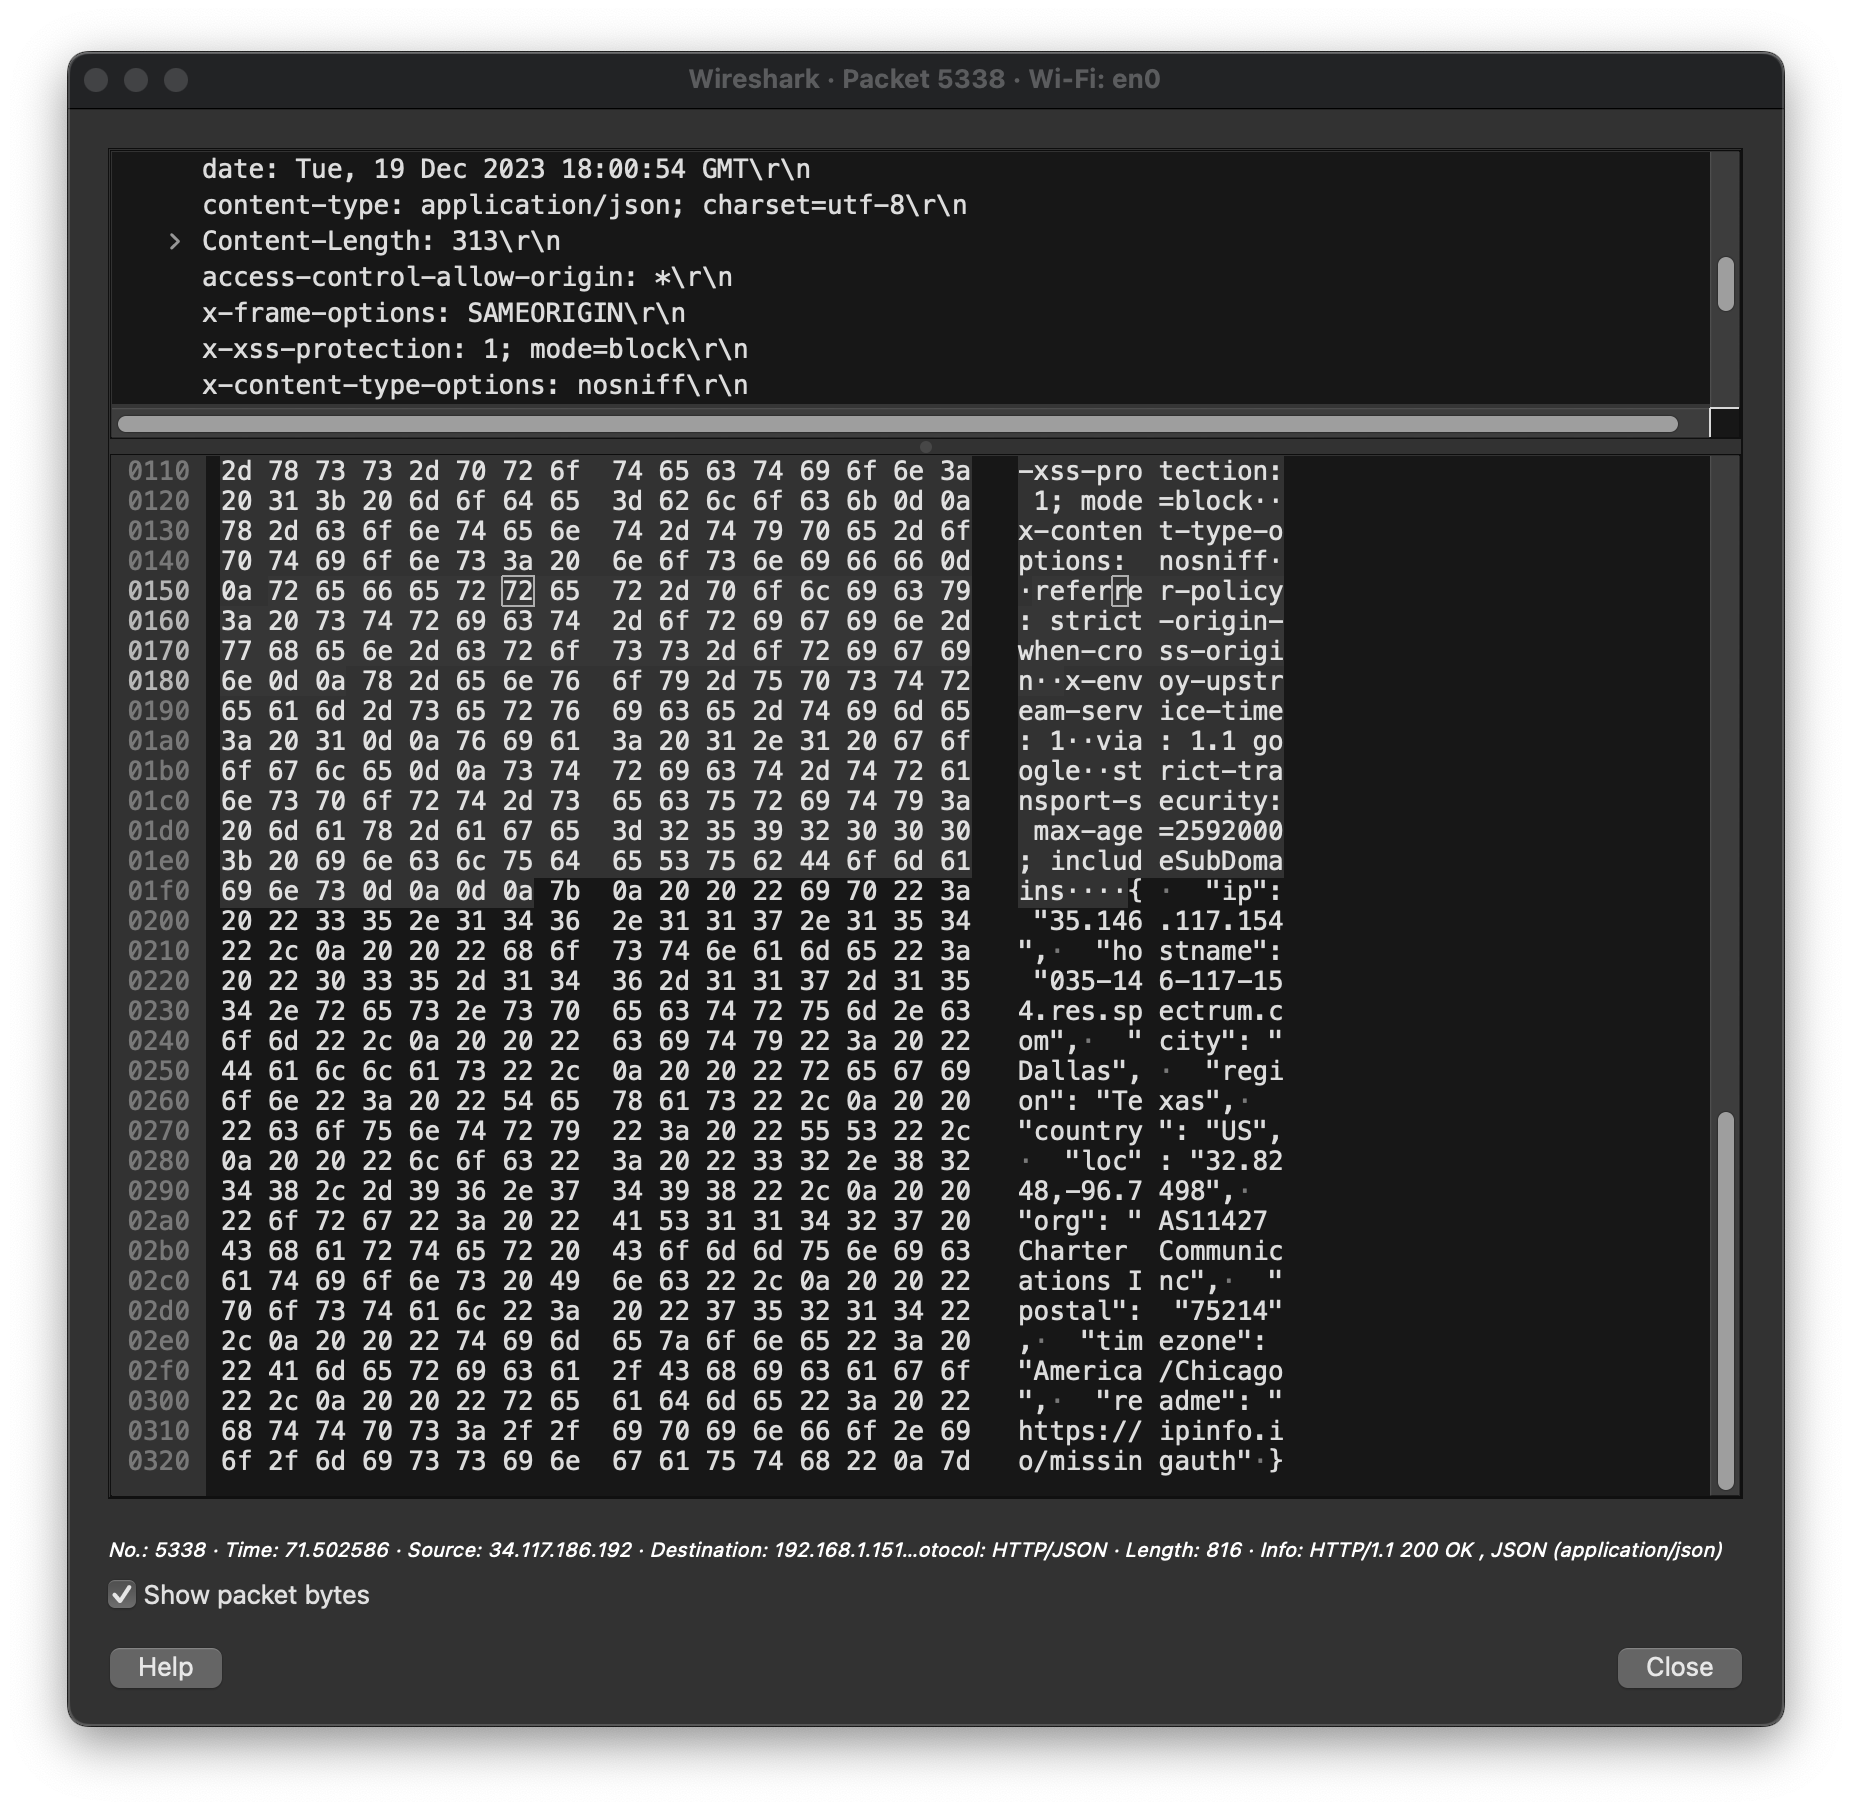 Wireshark · Packet 5338 · Wi-Fi: en0
date: Tue, 19 Dec 2023 18:00:54 GMT\r\n
content-type: application/json; charset=utf-8\r\n
Content-Length: 313\r\n
access-control-allow-origin: *\r\n
x-frame-options: SAMEORIGIN\r\n
x-xss-protection: 1; mode=block\r\n
x-content-type-options: nosniff\r\n
0110 2d 78 73 73 2d 70 72 6f 74 65 63 74 69 6f 6e 3a -xss-pro tection:
0120 20 31 3b 20 6d 6f 64 65 3d 62 6c 6f 63 6b 0d 0a 1; mode =block··
0130 78 2d 63 6f 6e 74 65 6e 74 2d 74 79 70 65 2d 6f x-conten t-type-o
0140 70 74 69 6f 6e 73 3a 20 6e 6f 73 6e 69 66 66 0d ptions: nosniff·
0150 0a 72 65 66 65 72 72 65 72 2d 70 6f 6c 69 63 79 ·referre r-policy
0160 3a 20 73 74 72 69 63 74 2d 6f 72 69 67 69 6e 2d : strict -origin-
0170 77 68 65 6e 2d 63 72 6f 73 73 2d 6f 72 69 67 69 when-cro ss-origi
0180 6e 0d 0a 78 2d 65 6e 76 6f 79 2d 75 70 73 74 72 n··x-env oy-upstr
0190 65 61 6d 2d 73 65 72 76 69 63 65 2d 74 69 6d 65 eam-serv ice-time
01a0 3a 20 31 0d 0a 76 69 61 3a 20 31 2e 31 20 67 6f : 1··via : 1.1 go
01b0 6f 67 6c 65 0d 0a 73 74 72 69 63 74 2d 74 72 61 ogle··st rict-tra
01c0 6e 73 70 6f 72 74 2d 73 65 63 75 72 69 74 79 3a nsport-s ecurity:
01d0 20 6d 61 78 2d 61 67 65 3d 32 35 39 32 30 30 30 max-age =2592000
01e0 3b 20 69 6e 63 6c 75 64 65 53 75 62 44 6f 6d 61 ; includ eSubDoma
01f0 69 6e 73 0d 0a 0d 0a 7b 0a 20 20 22 69 70 22 3a ins····{ ·  "ip":
0200 20 22 33 35 2e 31 34 36 2e 31 31 37 2e 31 35 34 "35.146 .117.154
0210 22 2c 0a 20 20 22 68 6f 73 74 6e 61 6d 65 22 3a ",·  "ho stname":
0220 20 22 30 33 35 2d 31 34 36 2d 31 31 37 2d 31 35 "035-14 6-117-15
0230 34 2e 72 65 73 2e 73 70 65 63 74 72 75 6d 2e 63 4.res.sp ectrum.c
0240 6f 6d 22 2c 0a 20 20 22 63 69 74 79 22 3a 20 22 om",·  " city": "
0250 44 61 6c 6c 61 73 22 2c 0a 20 20 22 72 65 67 69 Dallas", ·  "regi
0260 6f 6e 22 3a 20 22 54 65 78 61 73 22 2c 0a 20 20 on": "Te xas",·
0270 22 63 6f 75 6e 74 72 79 22 3a 20 22 55 53 22 2c "country ": "US",
0280 0a 20 20 22 6c 6f 63 22 3a 20 22 33 32 2e 38 32 ·  "loc" : "32.82
0290 34 38 2c 2d 39 36 2e 37 34 39 38 22 2c 0a 20 20 48,-96.7 498",·
02a0 22 6f 72 67 22 3a 20 22 41 53 31 31 34 32 37 20 "org": " AS11427
02b0 43 68 61 72 74 65 72 20 43 6f 6d 6d 75 6e 69 63 Charter  Communic
02c0 61 74 69 6f 6e 73 20 49 6e 63 22 2c 0a 20 20 22 ations I nc",·  "
02d0 70 6f 73 74 61 6c 22 3a 20 22 37 35 32 31 34 22 postal":  "75214"
02e0 2c 0a 20 20 22 74 69 6d 65 7a 6f 6e 65 22 3a 20 ,·  "tim ezone":
02f0 22 41 6d 65 72 69 63 61 2f 43 68 69 63 61 67 6f "America /Chicago
0300 22 2c 0a 20 20 22 72 65 61 64 6d 65 22 3a 20 22 ",·  "re adme": "
0310 68 74 74 70 73 3a 2f 2f 69 70 69 6e 66 6f 2e 69 https:// ipinfo.i
0320 6f 2f 6d 69 73 73 69 6e 67 61 75 74 68 22 0a 7d o/missin gauth"·}
No.: 5338 · Time: 71.502586 · Source: 34.117.186.192 · Destination: 192.168.1.151...otocol: HTTP/JSON · Length: 816 · Info: HTTP/1.1 200 OK , JSON (application/json)
Show packet bytes
Help
Close